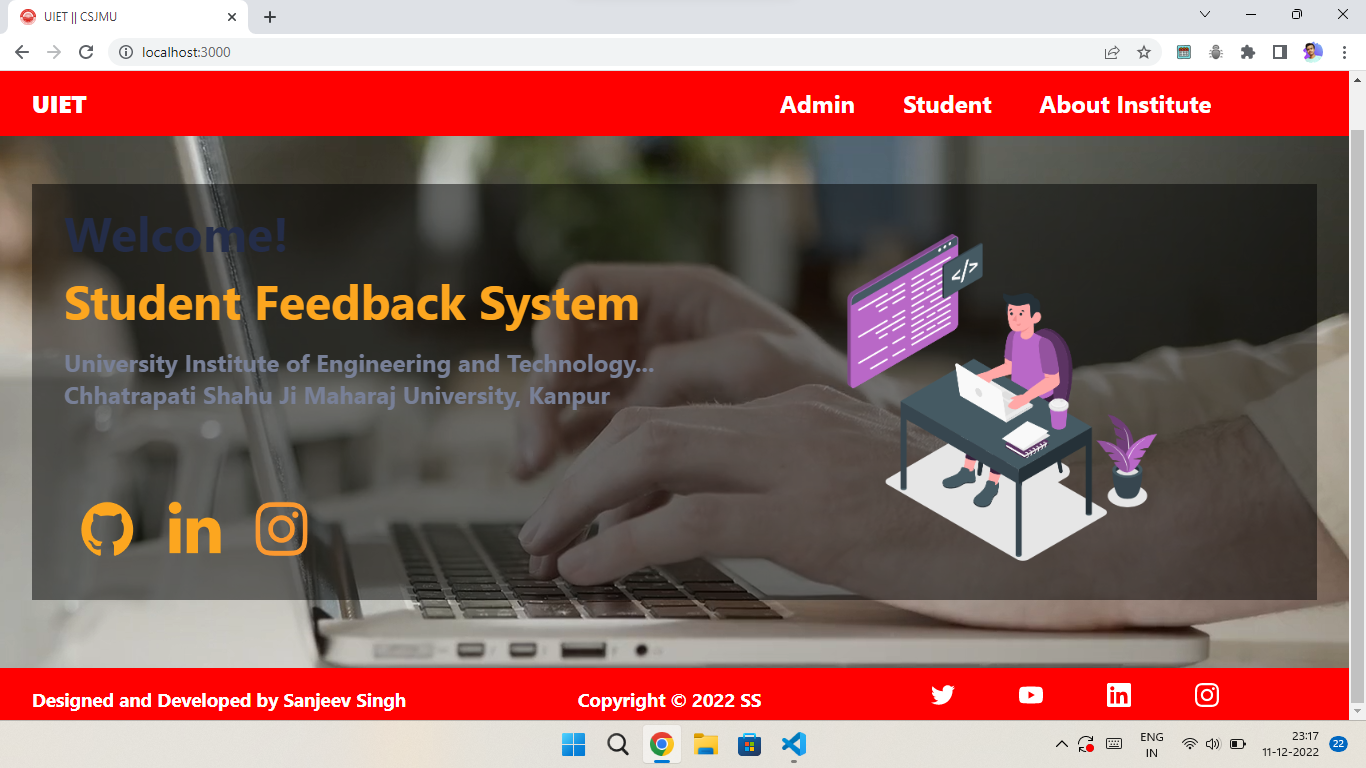 UIET || CSJMU
localhost:3000
UIET
Admin
Student
About Institute
Welcome!
Student Feedback System
University Institute of Engineering and Technology...
Chhatrapati Shahu Ji Maharaj University, Kanpur
</>
in
Designed and Developed by Sanjeev Singh
Copyright © 2022 SS
in
ENG
IN
23:17
11-12-2022
22